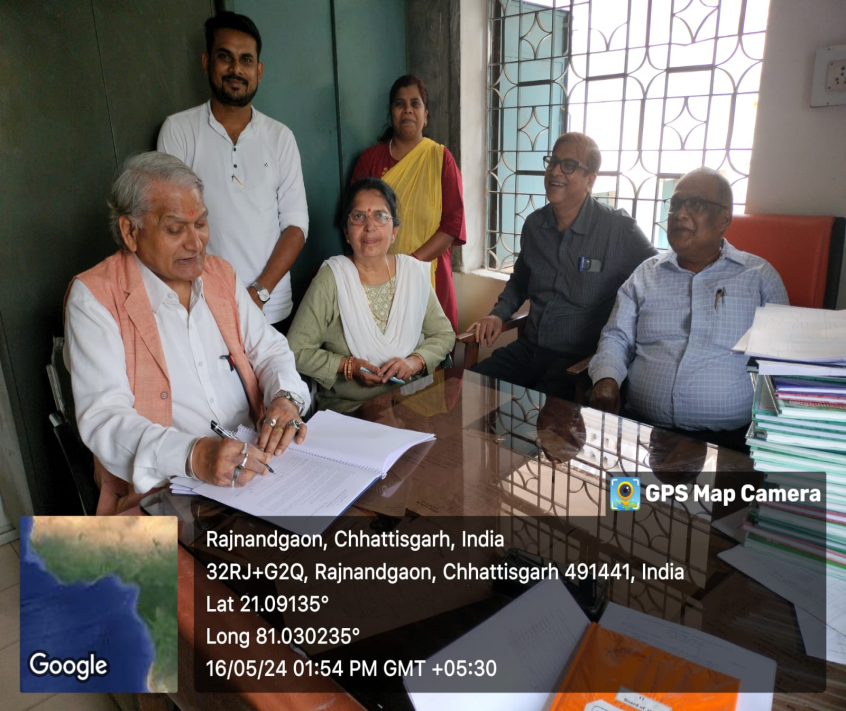 GPS Map Camera
Rajnandgaon, Chhattisgarh, India
32RJ+G2Q, Rajnandgaon, Chhattisgarh 491441, India
Lat 21.09135°
Long 81.030235°
16/05/24 01:54 PM GMT +05:30
Google